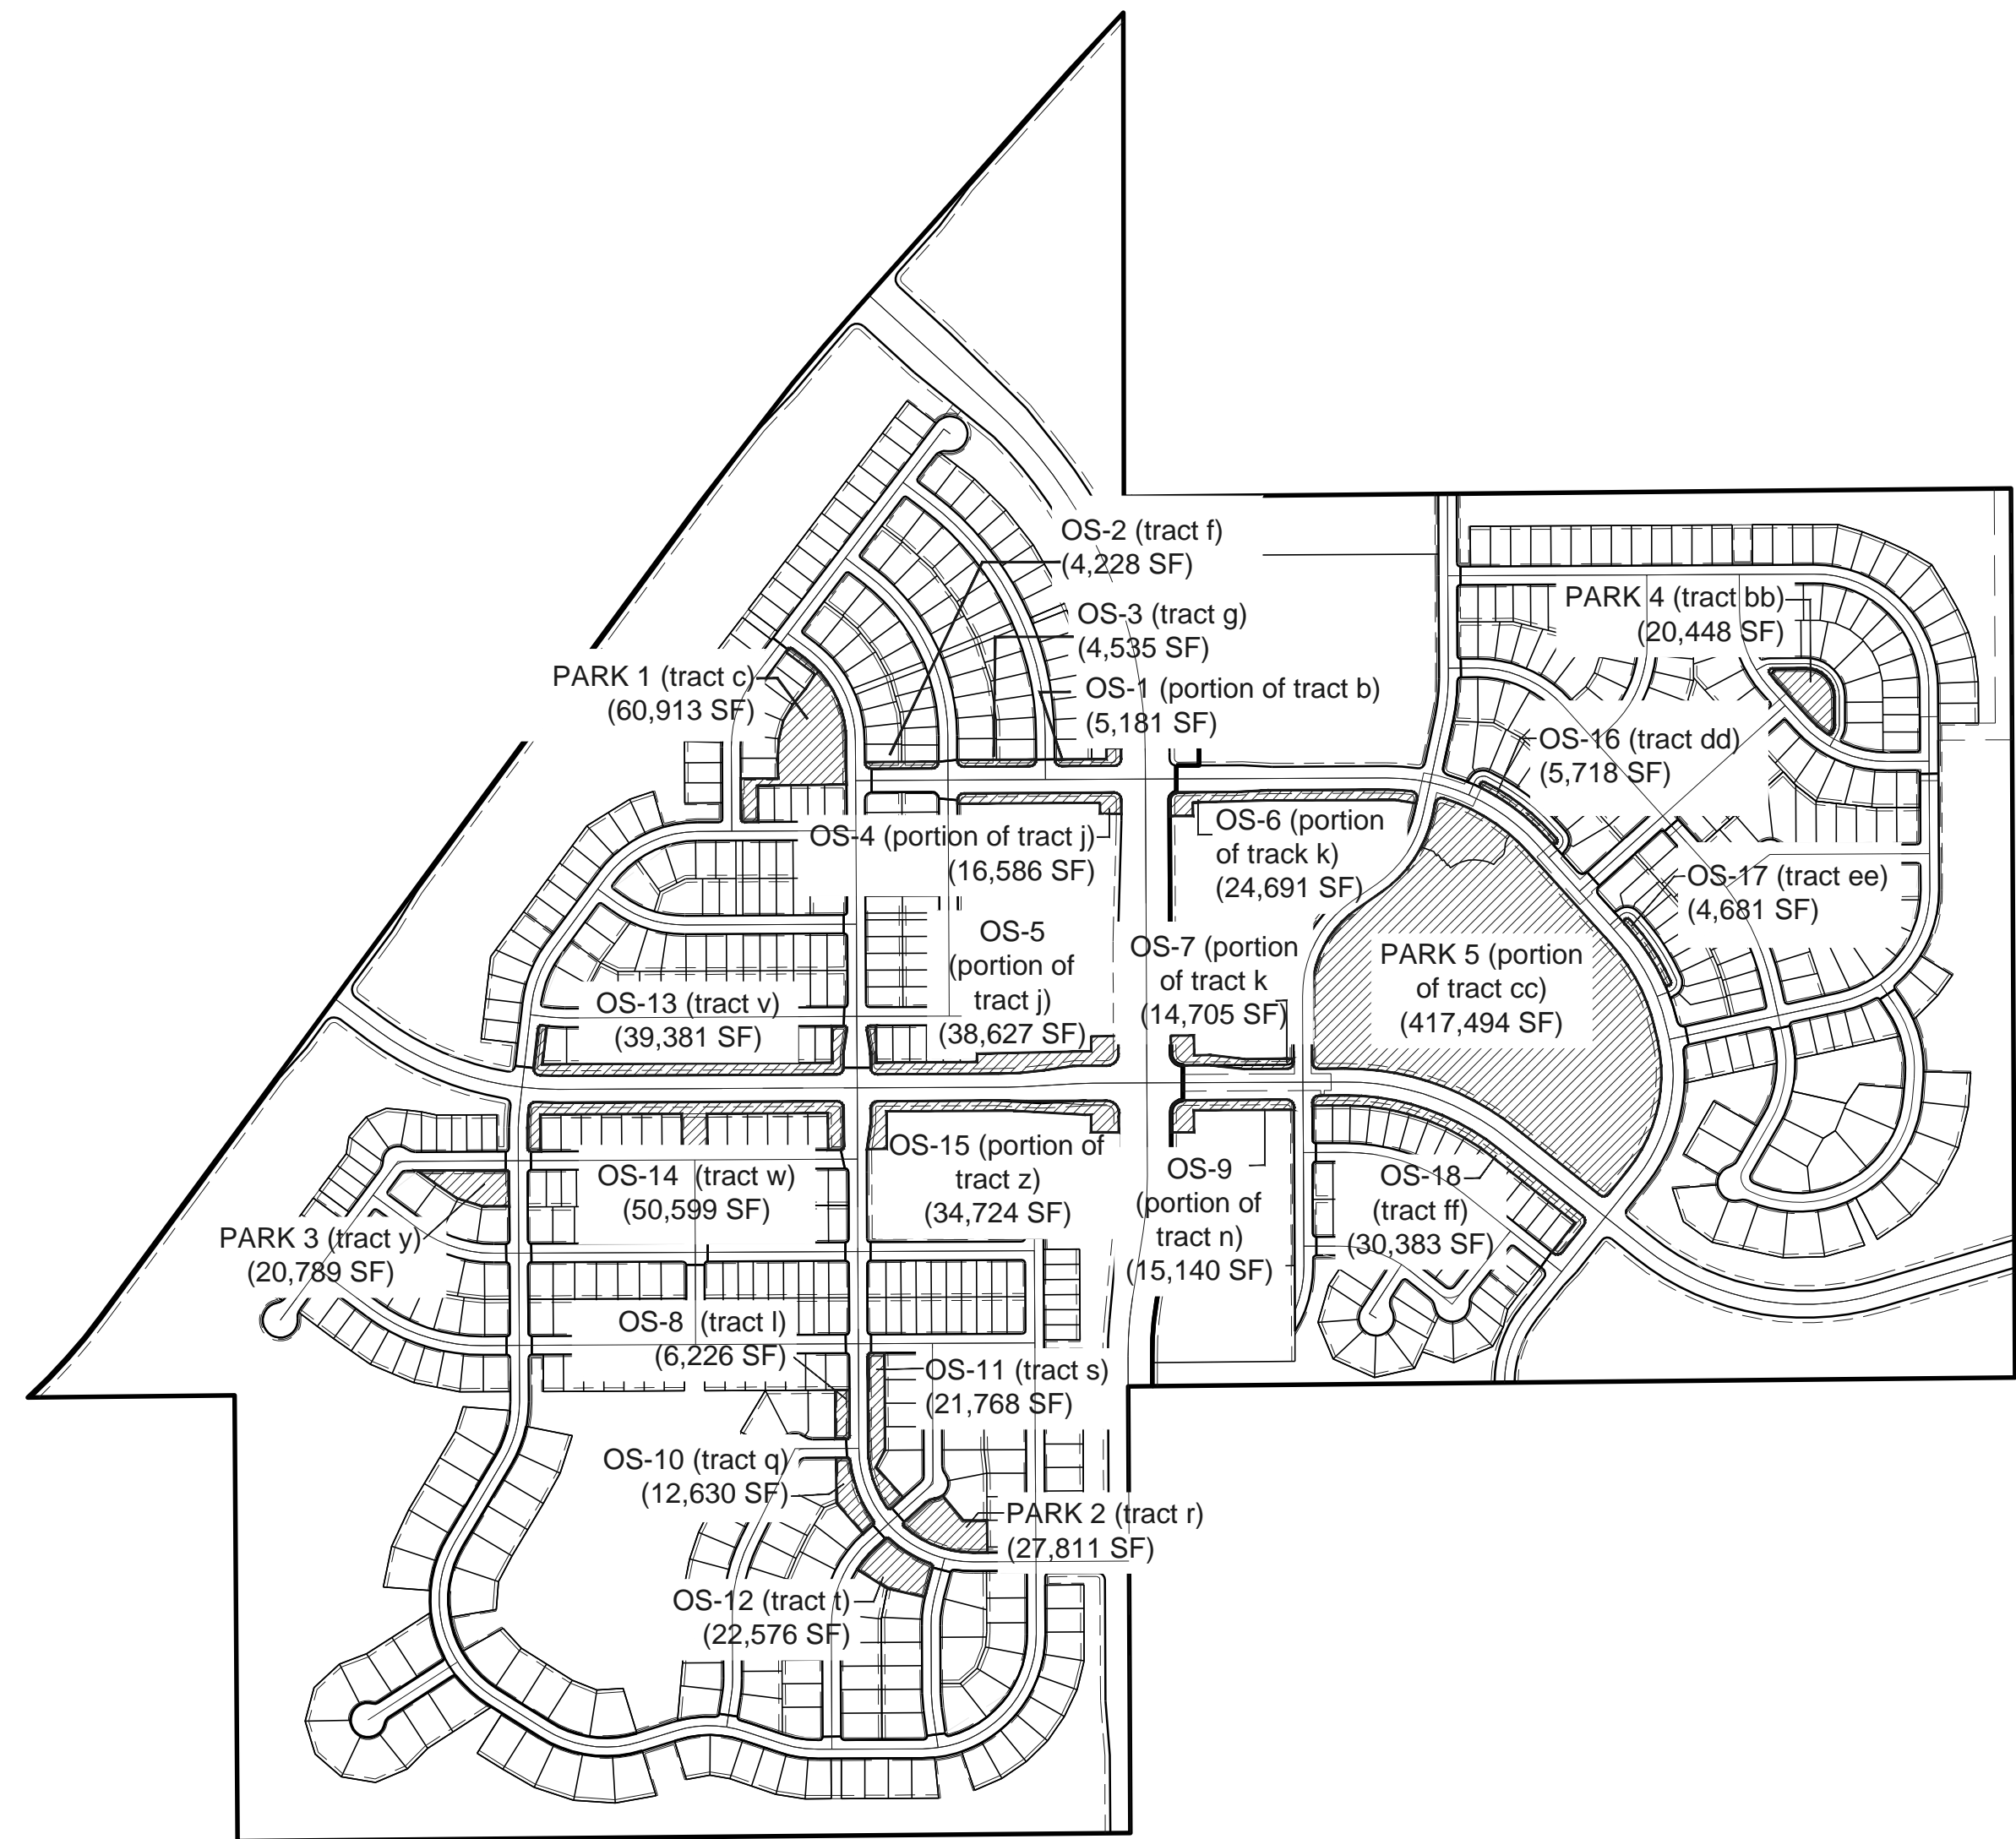 OS-2 (tract f)
(4,228 SF)
PARK 4 (tract bb)
(20,448 SF)
OS-3 (tract g)
(4,535 SF)
PARK 1 (tract c)
(60,913 SF)
OS-1 (portion of tract b)
(5,181 SF)
OS-16 (tract dd)
(5,718 SF)
OS-4 (portion of tract j)
(16,586 SF)
OS-6 (portion
of track k)
(24,691 SF)
OS-17 (tract ee)
(4,681 SF)
OS-5
(portion of
tract j)
(38,627 SF)
OS-7 (portion
of tract k
(14,705 SF)
PARK 5 (portion
of tract cc)
(417,494 SF)
OS-13 (tract v)
(39,381 SF)
OS-14 (tract w)
(50,599 SF)
OS-15 (portion of
tract z)
(34,724 SF)
OS-9
(portion of
tract n)
(15,140 SF)
OS-18
(tract ff)
(30,383 SF)
PARK 3 (tract y)
(20,789 SF)
OS-8 (tract l)
(6,226 SF)
OS-11 (tract s)
(21,768 SF)
OS-10 (tract q)
(12,630 SF)
PARK 2 (tract r)
(27,811 SF)
OS-12 (tract t)
(22,576 SF)